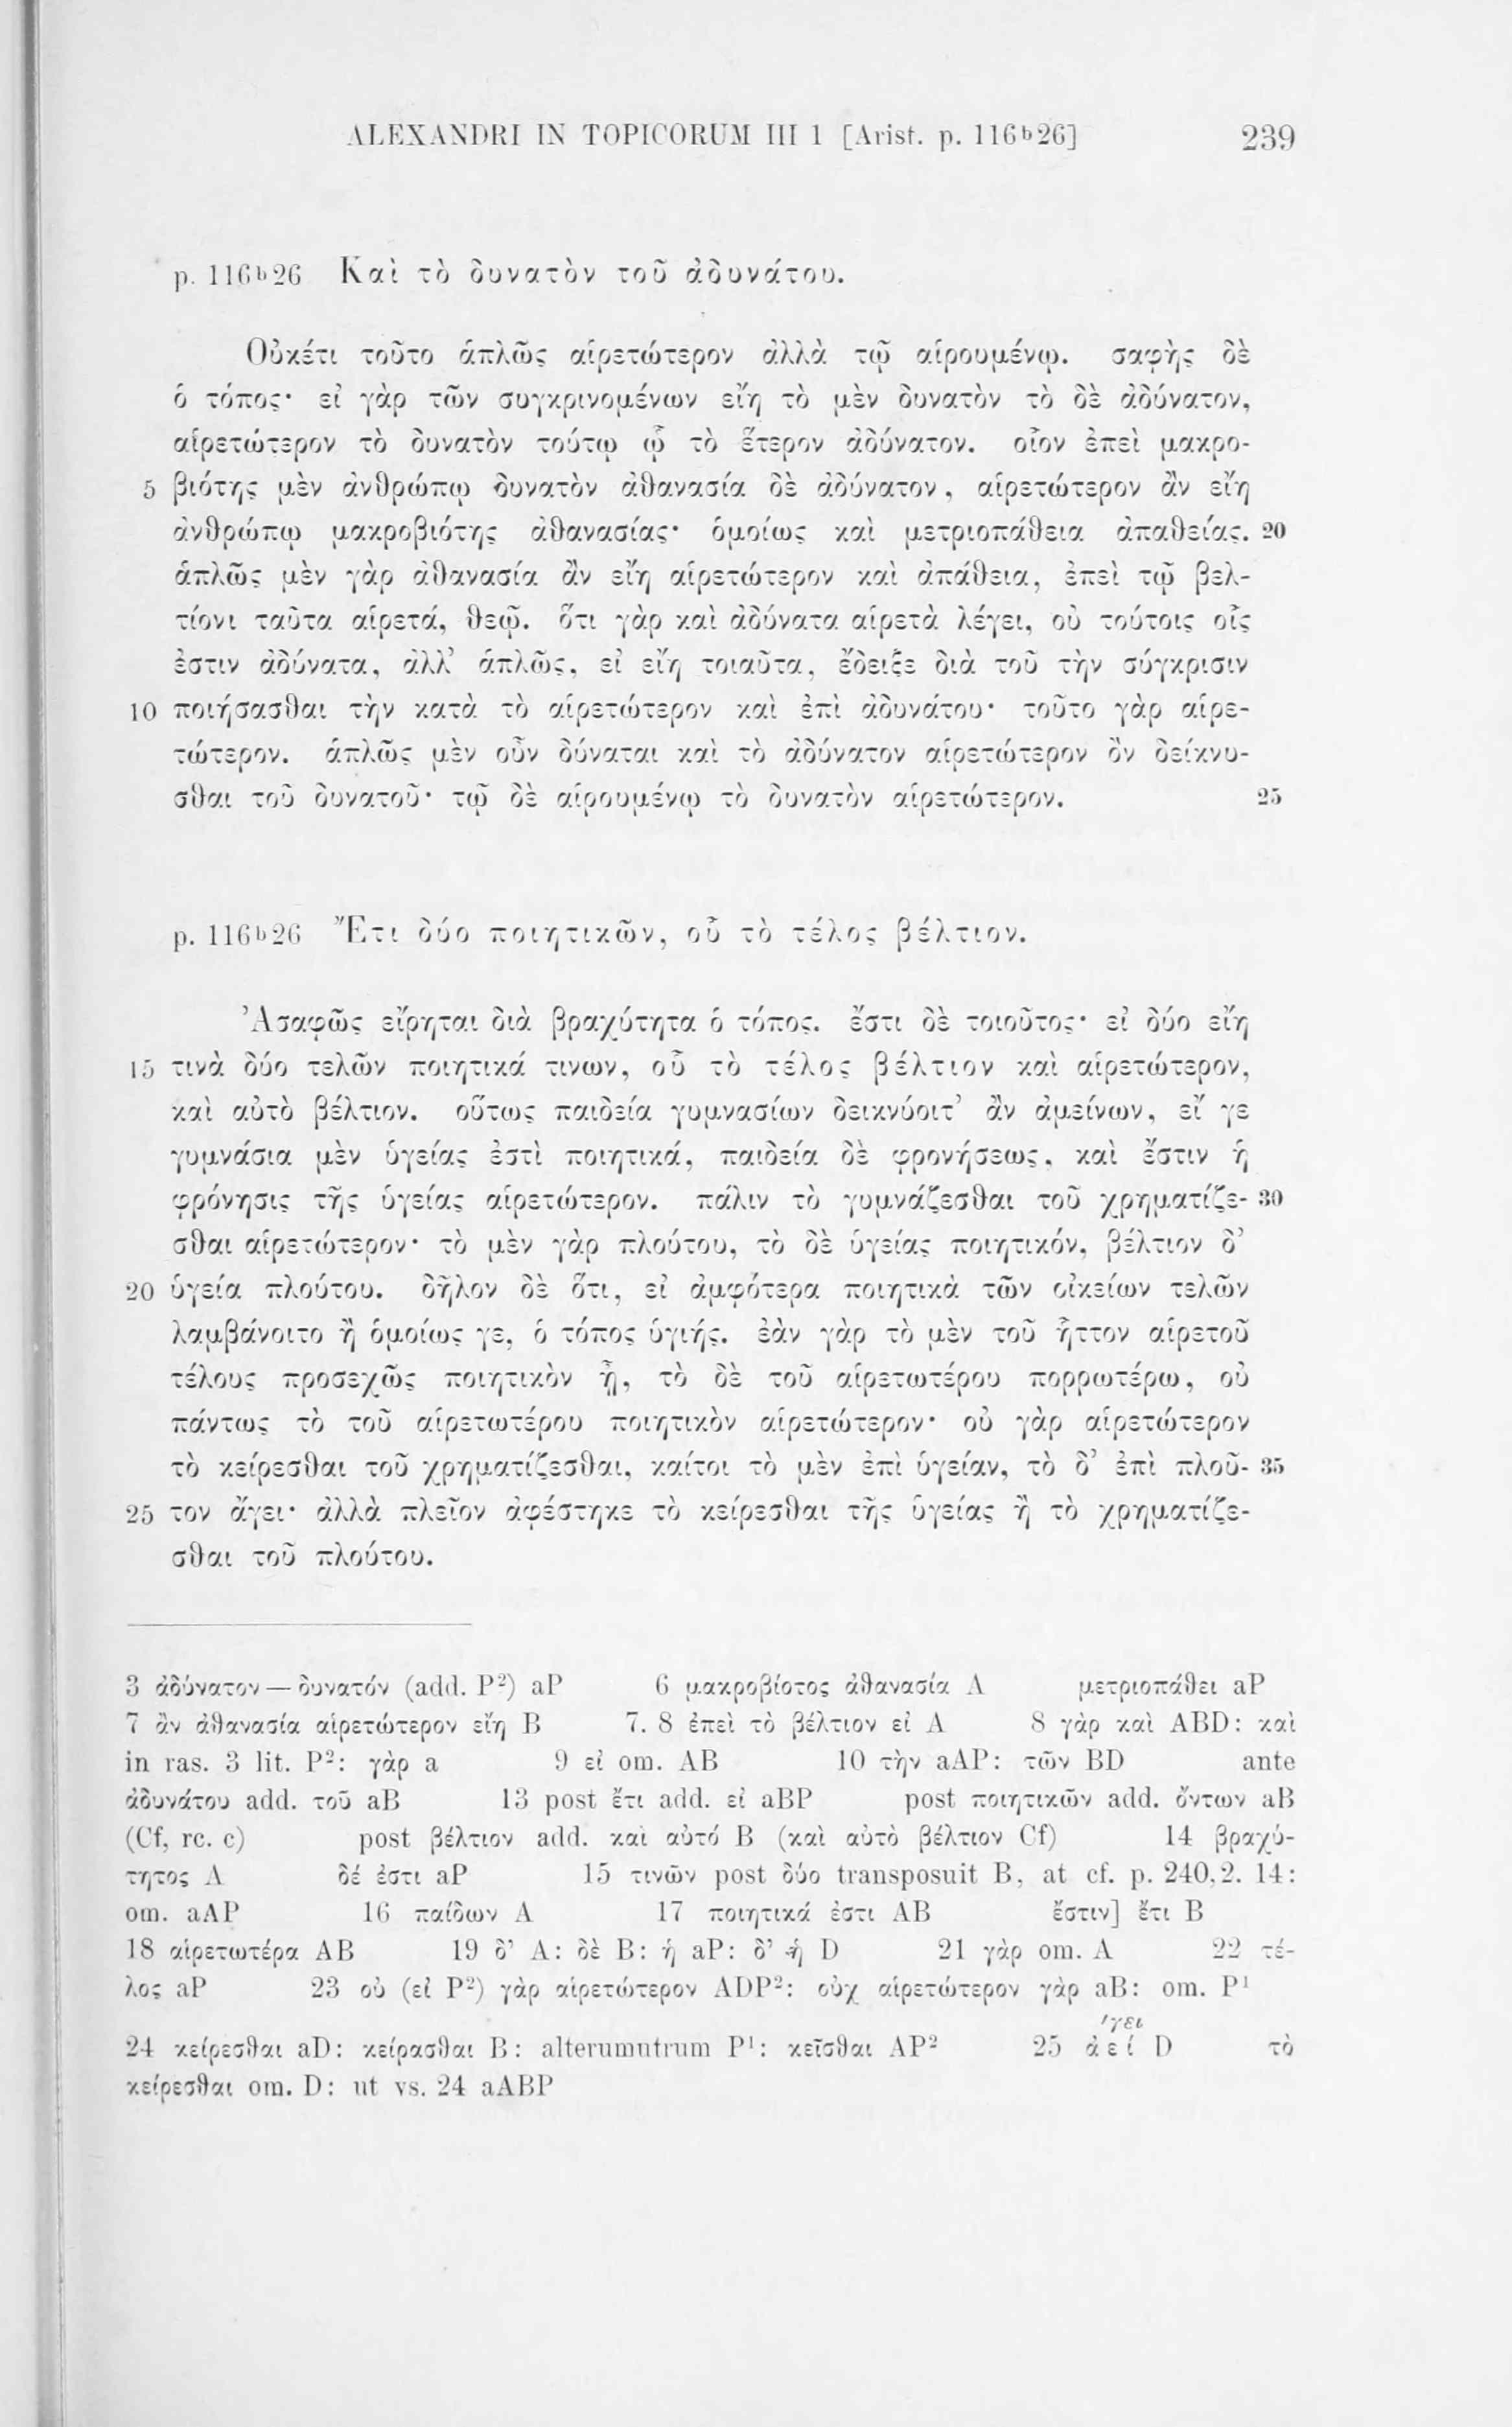 ALEXANDRI IN TOPICORUM III 1 [Arist. p. 116ᵇ26] 239
p. 116ᵇ26 Καὶ τὸ δυνατὸν τοῦ ἀδυνάτου.
Οὐκέτι τοῦτο ἁπλῶς αἱρετώτερον ἀλλὰ τῷ αἱρουμένῳ. σαφὴς δὲ
ὁ τόπος· εἰ γὰρ τῶν συγκρινομένων εἴη τὸ μὲν δυνατὸν τὸ δὲ ἀδύνατον,
αἱρετώτερον τὸ δυνατὸν τούτῳ ᾧ τὸ ἕτερον ἀδύνατον. οἷον ἐπεὶ μακρο-
5 βιότης μὲν ἀνθρώπῳ δυνατὸν ἀθανασία δὲ ἀδύνατον, αἱρετώτερον ἂν εἴη
ἀνθρώπῳ μακροβιότης ἀθανασίας· ὁμοίως καὶ μετριοπάθεια ἀπαθείας. 20
ἁπλῶς μὲν γὰρ ἀθανασία ἂν εἴη αἱρετώτερον καὶ ἀπάθεια, ἐπεὶ τῷ βελ-
τίονι ταῦτα αἱρετά, θεῷ. ὅτι γὰρ καὶ ἀδύνατα αἱρετὰ λέγει, οὐ τούτοις οἷς
ἐστιν ἀδύνατα, ἀλλ’ ἁπλῶς, εἰ εἴη τοιαῦτα, ἔδειξε διὰ τοῦ τὴν σύγκρισιν
10 ποιήσασθαι τὴν κατὰ τὸ αἱρετώτερον καὶ ἐπὶ ἀδυνάτου· τοῦτο γὰρ αἱρε-
τώτερον. ἁπλῶς μὲν οὖν δύναται καὶ τὸ ἀδύνατον αἱρετώτερον ὂν δείκνυ-
σθαι τοῦ δυνατοῦ· τῷ δὲ αἱρουμένῳ τὸ δυνατὸν αἱρετώτερον. 25
p. 116ᵇ26 Ἔτι δύο ποιητικῶν, οὗ τὸ τέλος βέλτιον.
Ἀσαφῶς εἴρηται διὰ βραχύτητα ὁ τόπος. ἔστι δὲ τοιοῦτος· εἰ δύο εἴη
15 τινὰ δύο τελῶν ποιητικά τινων, οὗ τὸ τέλος βέλτιον καὶ αἱρετώτερον,
καὶ αὐτὸ βέλτιον. οὕτως παιδεία γυμνασίων δεικνύοιτ’ ἂν ἀμείνων, εἴ γε
γυμνάσια μὲν ὑγείας ἐστὶ ποιητικά, παιδεία δὲ φρονήσεως, καὶ ἔστιν ἡ
φρόνησις τῆς ὑγείας αἱρετώτερον. πάλιν τὸ γυμνάζεσθαι τοῦ χρηματίζε- 30
σθαι αἱρετώτερον· τὸ μὲν γὰρ πλούτου, τὸ δὲ ὑγείας ποιητικόν, βέλτιον δ’
20 ὑγεία πλούτου. δῆλον δὲ ὅτι, εἰ ἀμφότερα ποιητικὰ τῶν οἰκείων τελῶν
λαμβάνοιτο ἢ ὁμοίως γε, ὁ τόπος ὑγιής. ἐὰν γὰρ τὸ μὲν τοῦ ἧττον αἱρετοῦ
τέλους προσεχῶς ποιητικὸν ᾖ, τὸ δὲ τοῦ αἱρετωτέρου πορρωτέρω, οὐ
πάντως τὸ τοῦ αἱρετωτέρου ποιητικὸν αἱρετώτερον· οὐ γὰρ αἱρετώτερον
τὸ κείρεσθαι τοῦ χρηματίζεσθαι, καίτοι τὸ μὲν ἐπὶ ὑγείαν, τὸ δ’ ἐπὶ πλοῦ- 35
25 τον ἄγει· ἀλλὰ πλεῖον ἀφέστηκε τὸ κείρεσθαι τῆς ὑγείας ἢ τὸ χρηματίζε-
σθαι τοῦ πλούτου.
3 ἀδύνατον — δυνατόν (add. P²) aP 6 μακροβίοτος ἀθανασία A μετριοπάθει aP
7 ἂν ἀθανασία αἱρετώτερον εἴη B 7. 8 ἐπεὶ τὸ βέλτιον εἰ A 8 γὰρ καὶ ABD: καὶ
in ras. 3 lit. P²: γὰρ a 9 εἰ om. AB 10 τὴν aAP: τῶν BD ante
ἀδυνάτου add. τοῦ aB 13 post ἔτι add. εἰ aBP post ποιητικῶν add. ὄντων aB
(Cf, rc. c) post βέλτιον add. καὶ αὐτό B (καὶ αὐτὸ βέλτιον Cf) 14 βραχύ-
τητος A δέ ἐστι aP 15 τινῶν post δύο transposuit B, at cf. p. 240,2. 14:
om. aAP 16 παίδων A 17 ποιητικά ἐστι AB ἔστιν] ἔτι B
18 αἱρετωτέρα AB 19 δ’ A: δὲ B: ἡ aP: δ’ ἡ D 21 γὰρ om. A 22 τέ-
λος aP 23 οὐ (εἰ P²) γὰρ αἱρετώτερον ADP²: οὐχ αἱρετώτερον γὰρ aB: om. P¹
24 κείρεσθαι aD: κείρασθαι B: alterumutrum P¹: κεῖσθαι AP² 25 ἀεί D τὸ
κείρεσθαι om. D: ut vs. 24 aABP